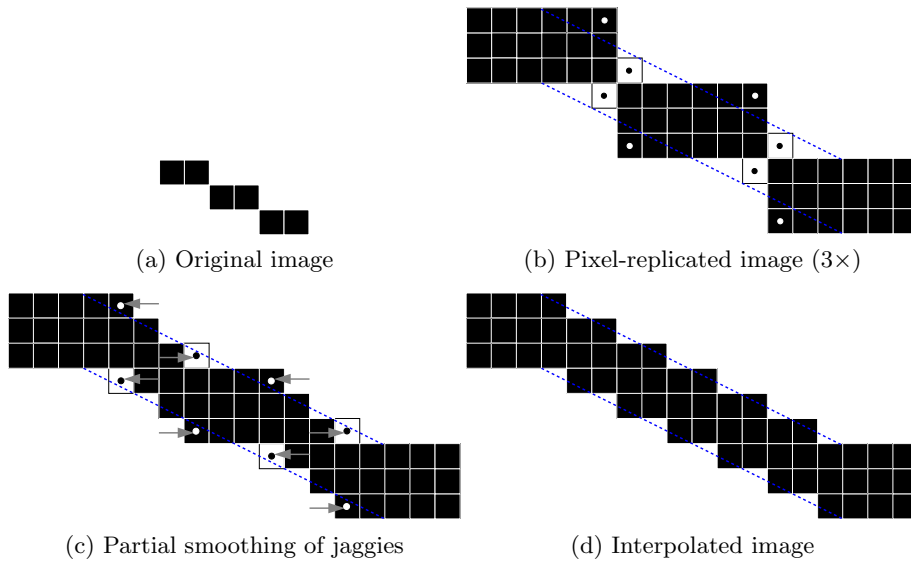 (a) Original image
(b) Pixel-replicated image (3×)
(c) Partial smoothing of jaggies
(d) Interpolated image